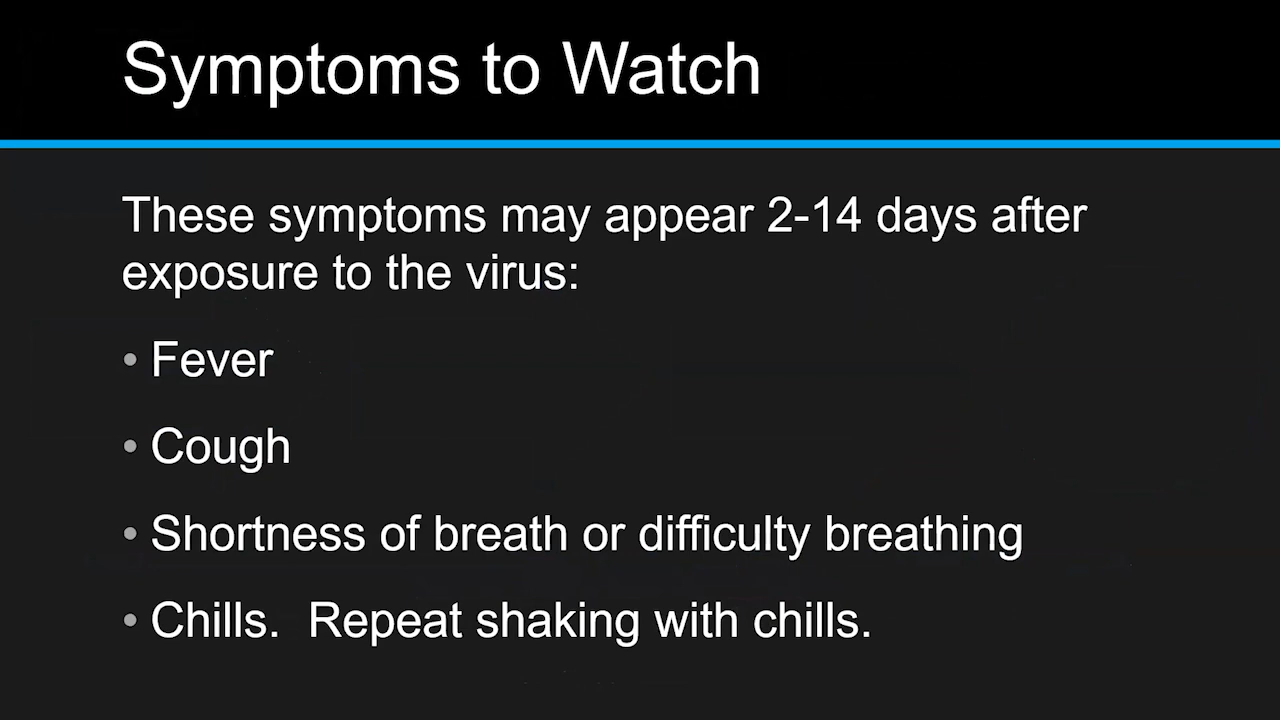 Symptoms to Watch
These symptoms may appear 2-14 days after
exposure to the virus:
• Fever
• Cough
• Shortness of breath or difficulty breathing
• Chills.  Repeat shaking with chills.